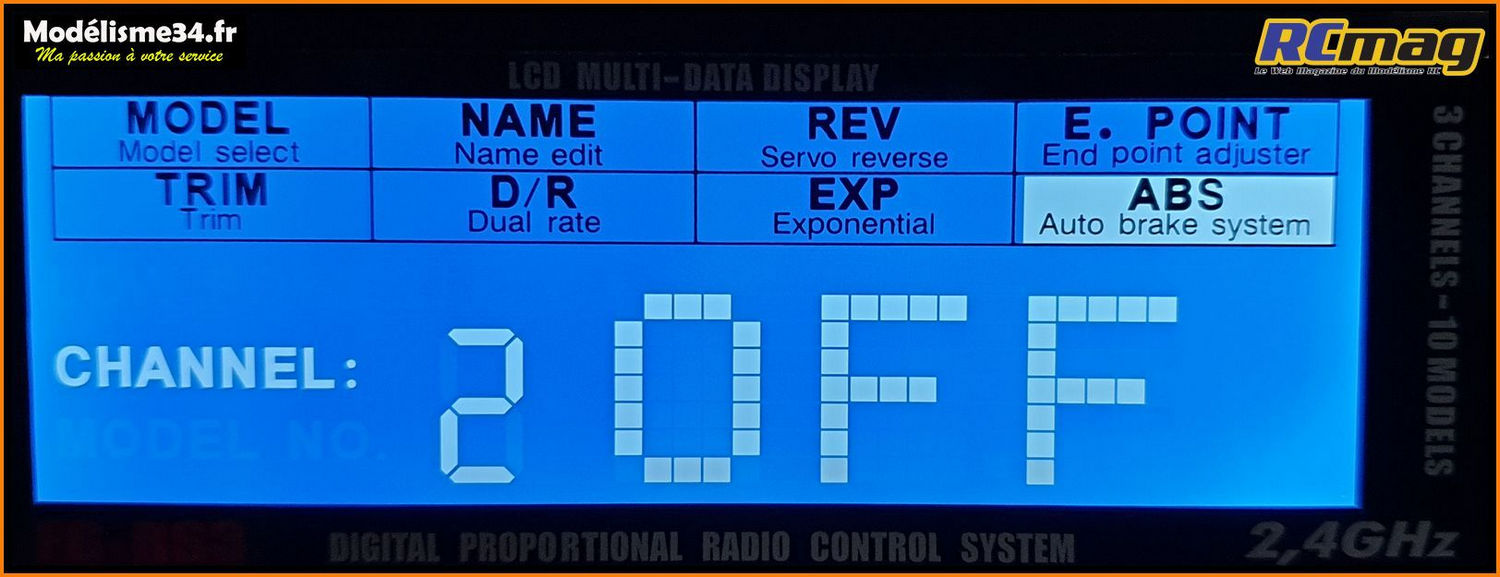 Modélisme34.fr
Ma passion à votre service
RCmag
Le Web Magazine du Modélisme RC
LCD MULTI-DATA DISPLAY
MODEL
Model select
NAME
Name edit
REV
Servo reverse
E. POINT
End point adjuster
TRIM
Trim
D/R
Dual rate
EXP
Exponential
ABS
Auto brake system
CHANNEL: 2 OFF
MODEL NO.
3 CHANNELS-10 MODELS
DIGITAL PROPORTIONAL RADIO CONTROL SYSTEM
2,4GHz